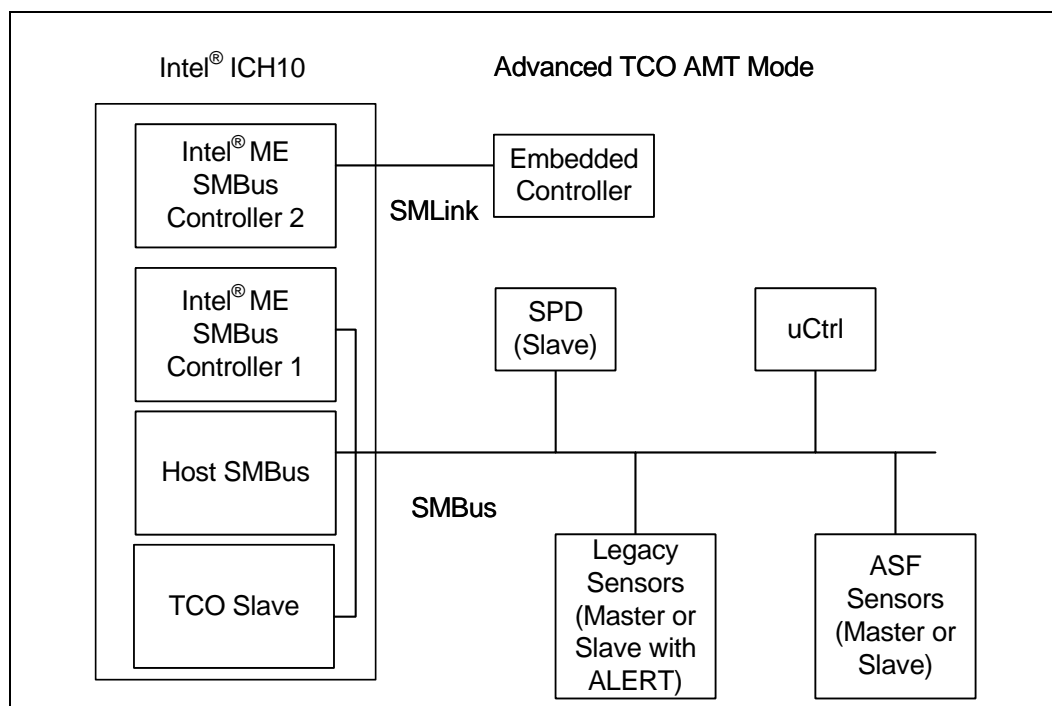 Intel® ICH10
Advanced TCO AMT Mode
Intel® ME
SMBus
Controller 2
Embedded
Controller
SMLink
Intel® ME
SMBus
Controller 1
SPD
(Slave)
uCtrl
Host SMBus
SMBus
TCO Slave
Legacy
Sensors
(Master or
Slave with
ALERT)
ASF
Sensors
(Master or
Slave)